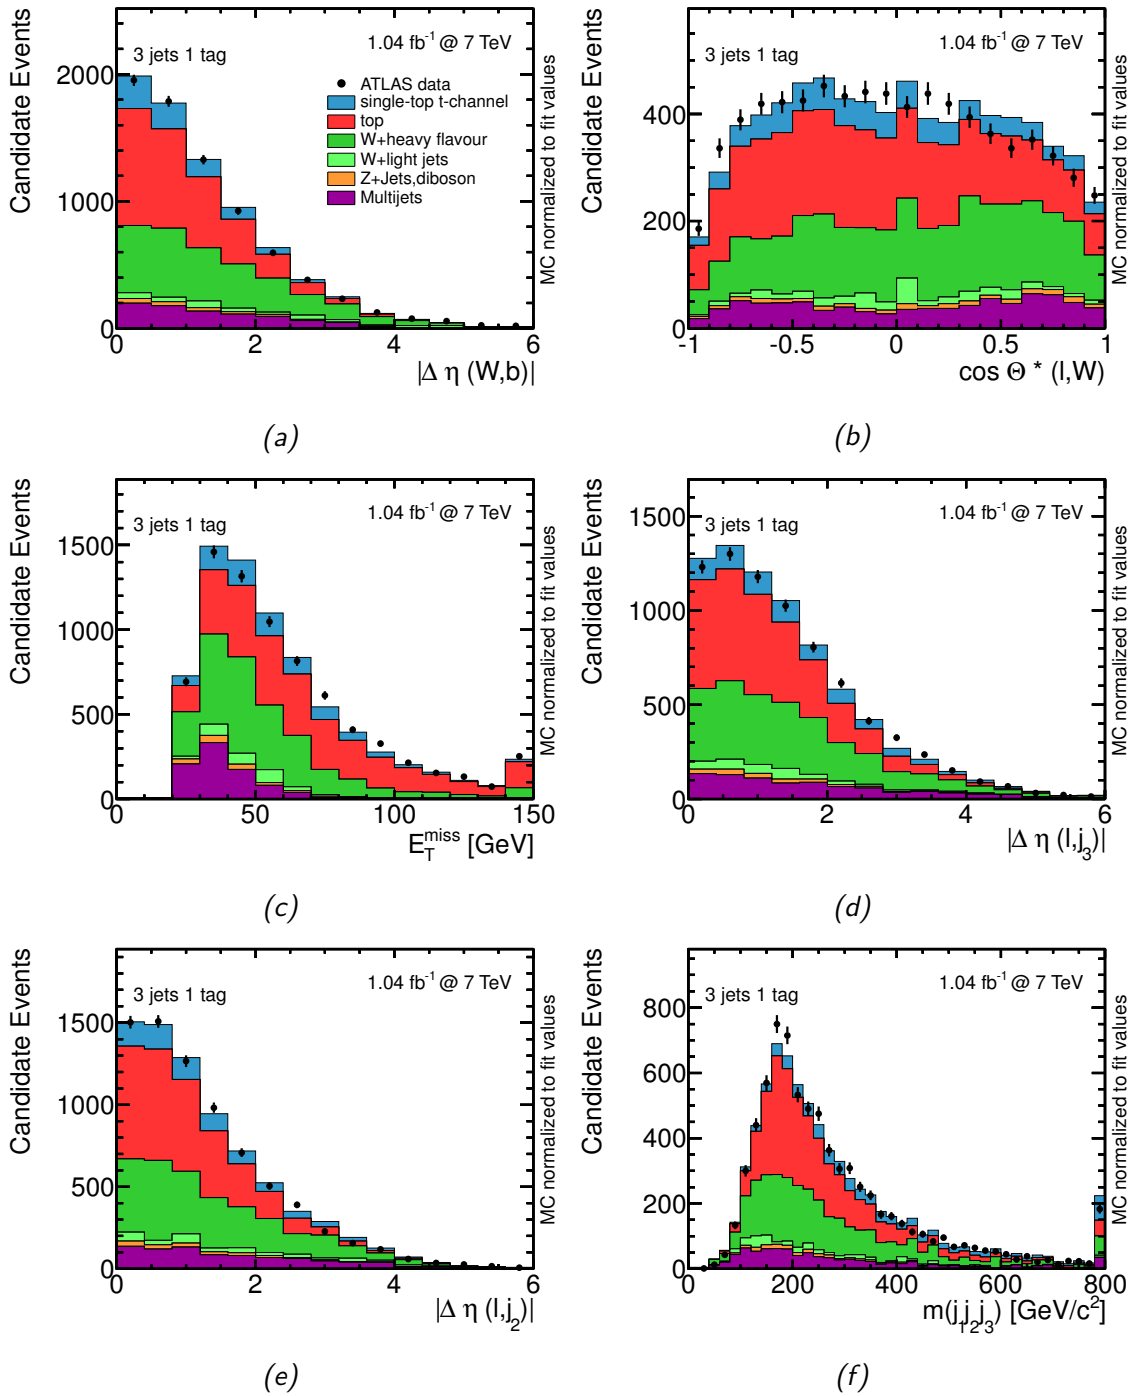 Candidate Events
3 jets 1 tag
1.04 fb⁻¹ @ 7 TeV
ATLAS data
single-top t-channel
top
W+heavy flavour
W+light jets
Z+Jets,diboson
Multijets
2000
1000
0
0 2 4 6
|Δ η (W,b)|
MC normalized to fit values
(a)
Candidate Events
3 jets 1 tag
1.04 fb⁻¹ @ 7 TeV
400
200
0
-1 -0.5 0 0.5 1
cos Θ * (l,W)
MC normalized to fit values
(b)
Candidate Events
3 jets 1 tag
1.04 fb⁻¹ @ 7 TeV
1500
1000
500
0
0 50 100 150
E_T^miss [GeV]
MC normalized to fit values
(c)
Candidate Events
3 jets 1 tag
1.04 fb⁻¹ @ 7 TeV
1500
1000
500
0
0 2 4 6
|Δ η (l,j₃)|
MC normalized to fit values
(d)
Candidate Events
3 jets 1 tag
1.04 fb⁻¹ @ 7 TeV
1500
1000
500
0
0 2 4 6
|Δ η (l,j₂)|
MC normalized to fit values
(e)
Candidate Events
3 jets 1 tag
1.04 fb⁻¹ @ 7 TeV
800
600
400
200
0
0 200 400 600 800
m(j₁j₂j₃) [GeV/c²]
MC normalized to fit values
(f)